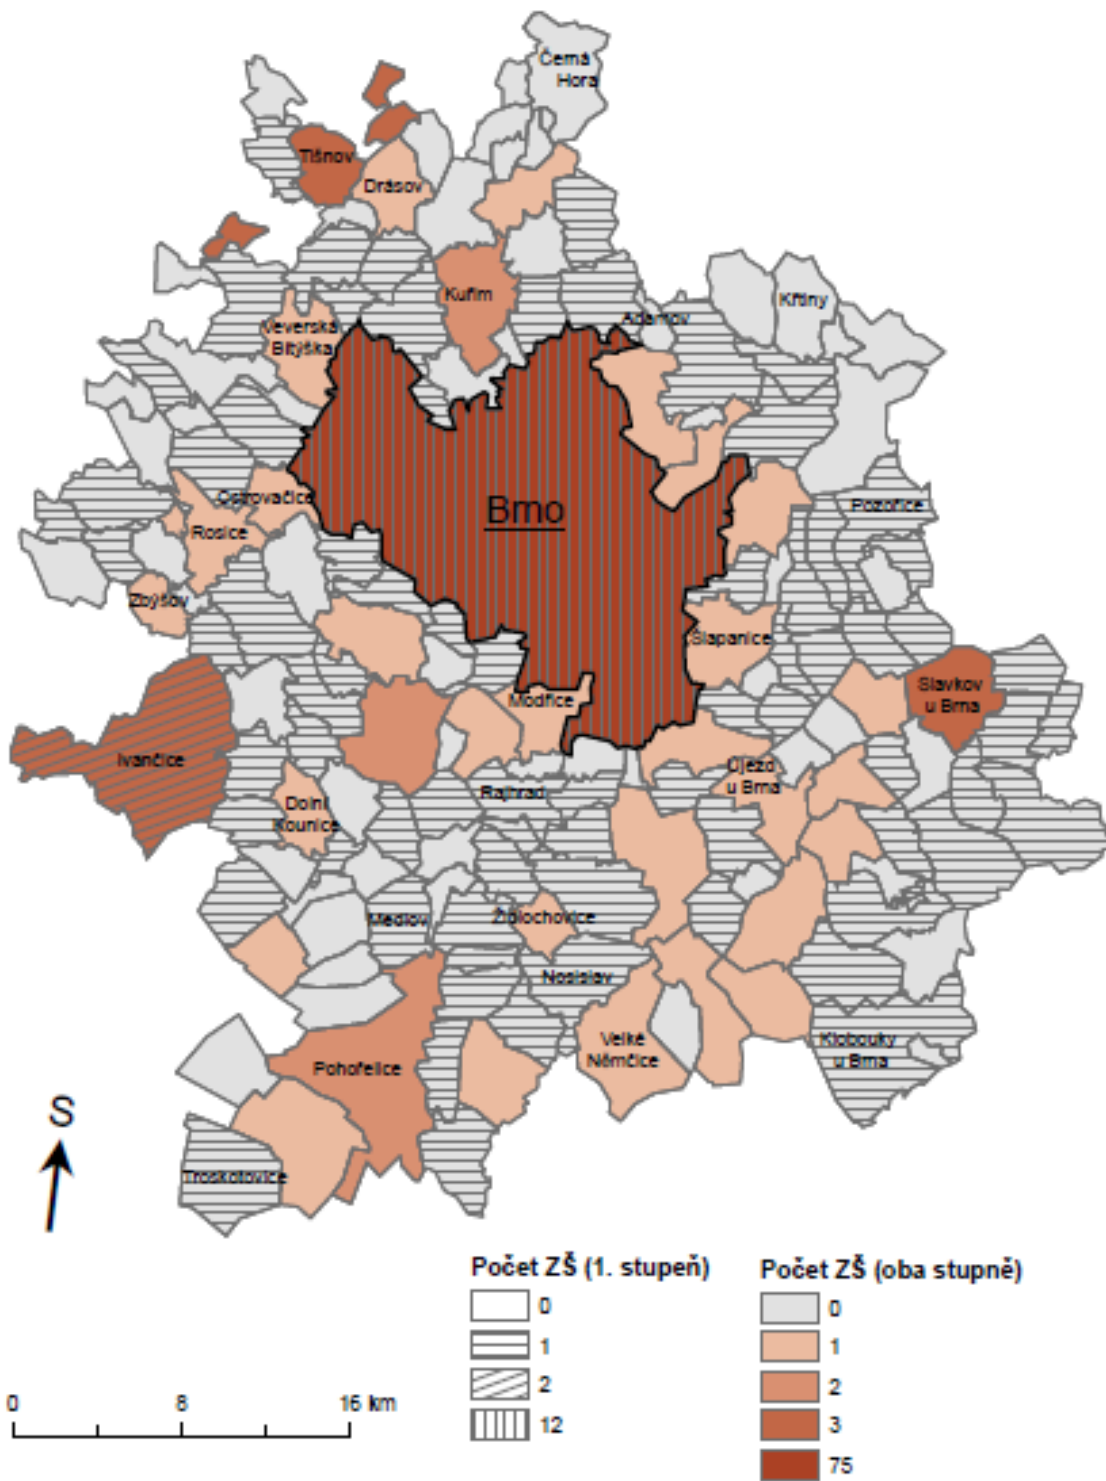 Černá
Hora
Tišnov
Drásov
Kuřim
Křtiny
Adamov
Veverská
Bítýška
Ostrovačice
Rosice
Brno
Pozořice
Zbýšov
Šlapanice
Slavkov
u Brna
Modřice
Ivančice
Újezd
u Brna
Rajhrad
Dolní
Kounice
Medlov
Židlochovice
Nosislav
Velké
Němčice
Klobouky
u Brna
Pohořelice
Troskotovice
S
Počet ZŠ (1. stupeň)
0
1
2
12
Počet ZŠ (oba stupně)
0
1
2
3
75
0 8 16 km